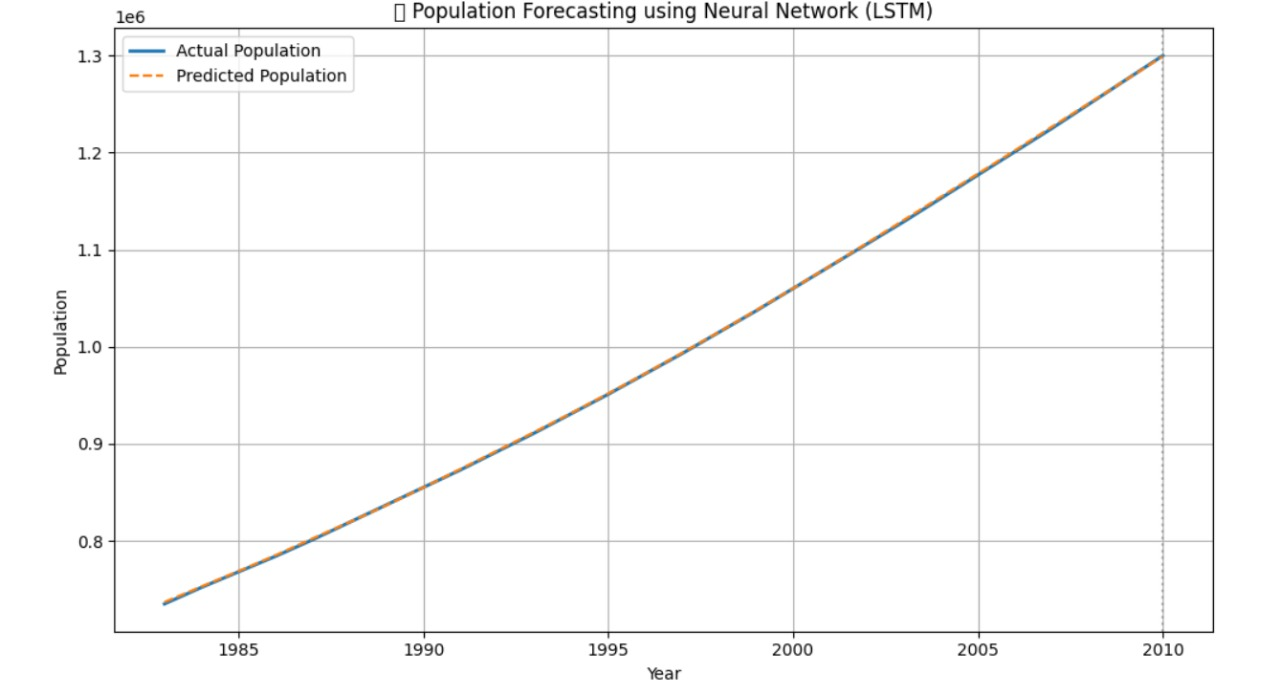 Population Forecasting using Neural Network (LSTM)
1e6
Actual Population
Predicted Population
1.3
1.2
1.1
1.0
0.9
0.8
Population
1985 1990 1995 2000 2005 2010
Year